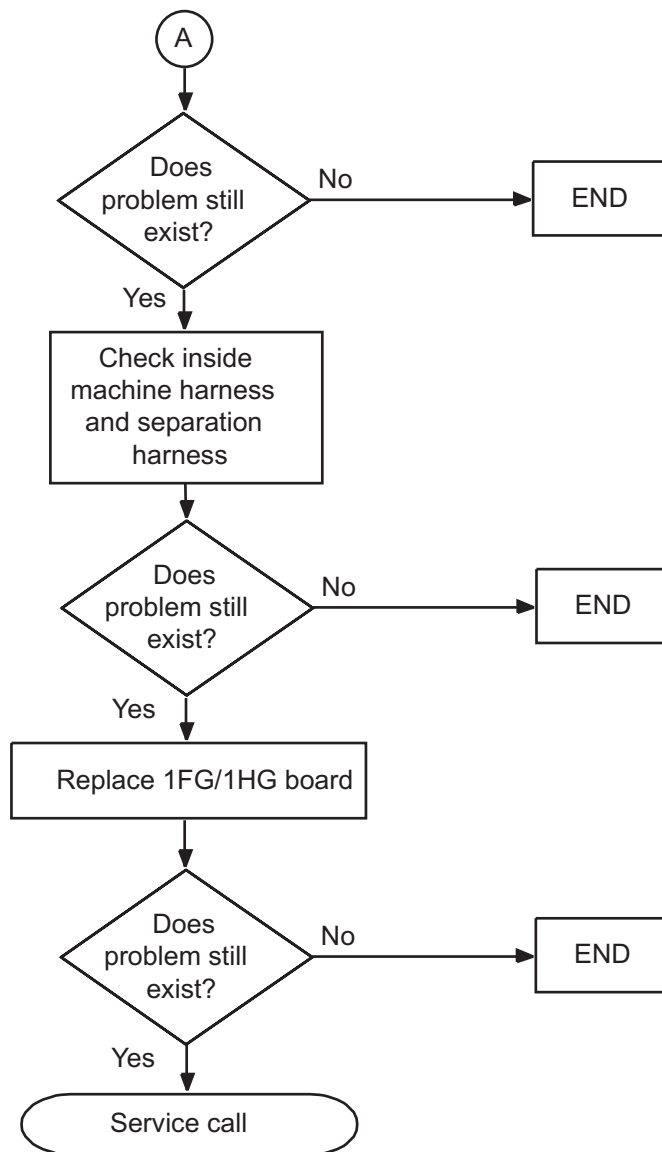 A
Does
problem still
exist?
No
END
Yes
Check inside
machine harness
and separation
harness
Does
problem still
exist?
No
END
Yes
Replace 1FG/1HG board
Does
problem still
exist?
No
END
Yes
Service call